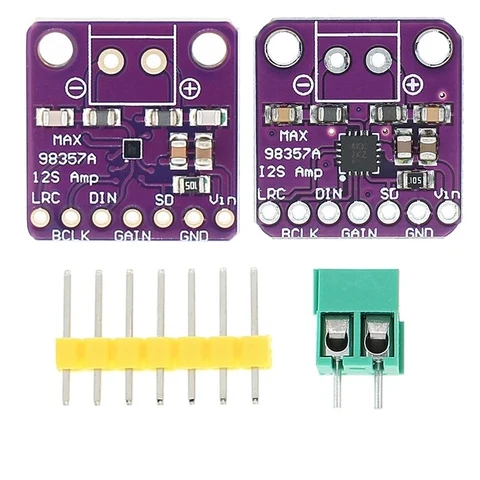 MAX
98357A
I2S Amp
LRC DIN SD Vin
BCLK GAIN GND
MAX
98357A
I2S Amp
105
LRC DIN SD Vin
BCLK GAIN GND